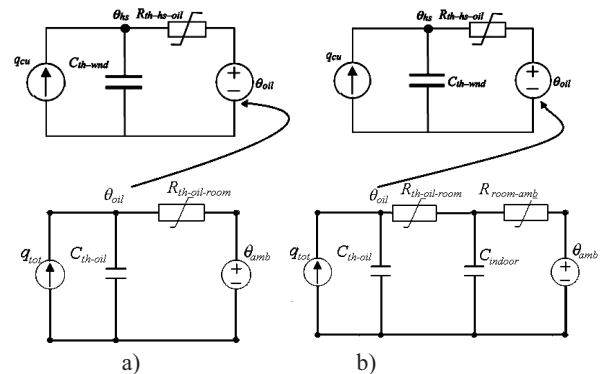 θhs Rth-hs-oil
qcu
Cth-wnd
θoil
θhs Rth-hs-oil
qcu
Cth-wnd
θoil
θoil Rth-oil-room
qtot
Cth-oil
θamb
θoil Rth-oil-room Rroom-amb
qtot
Cth-oil
Cindoor
θamb
a)
b)